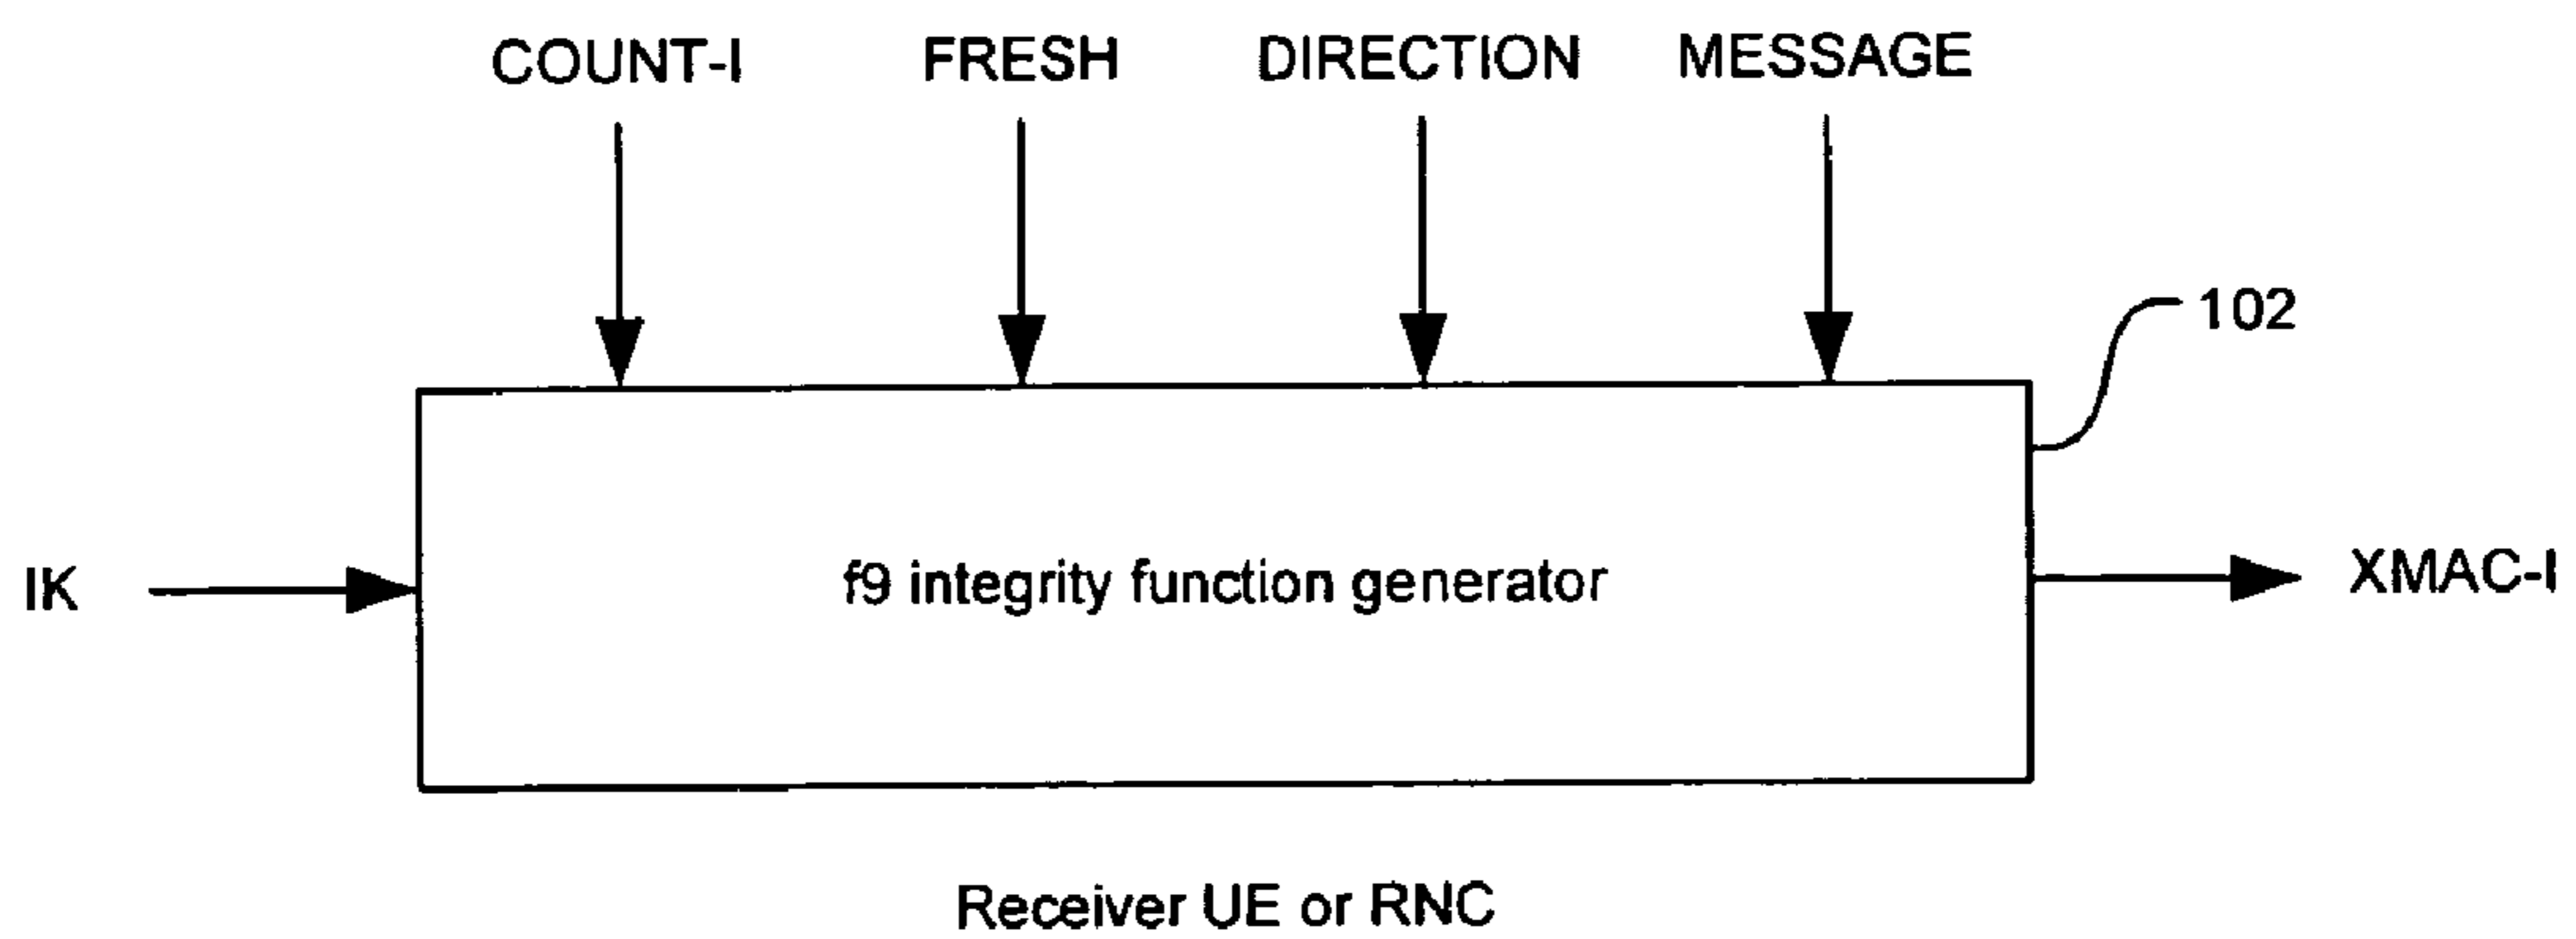 COUNT-I FRESH DIRECTION MESSAGE
102
IK f9 integrity function generator XMAC-I
Receiver UE or RNC